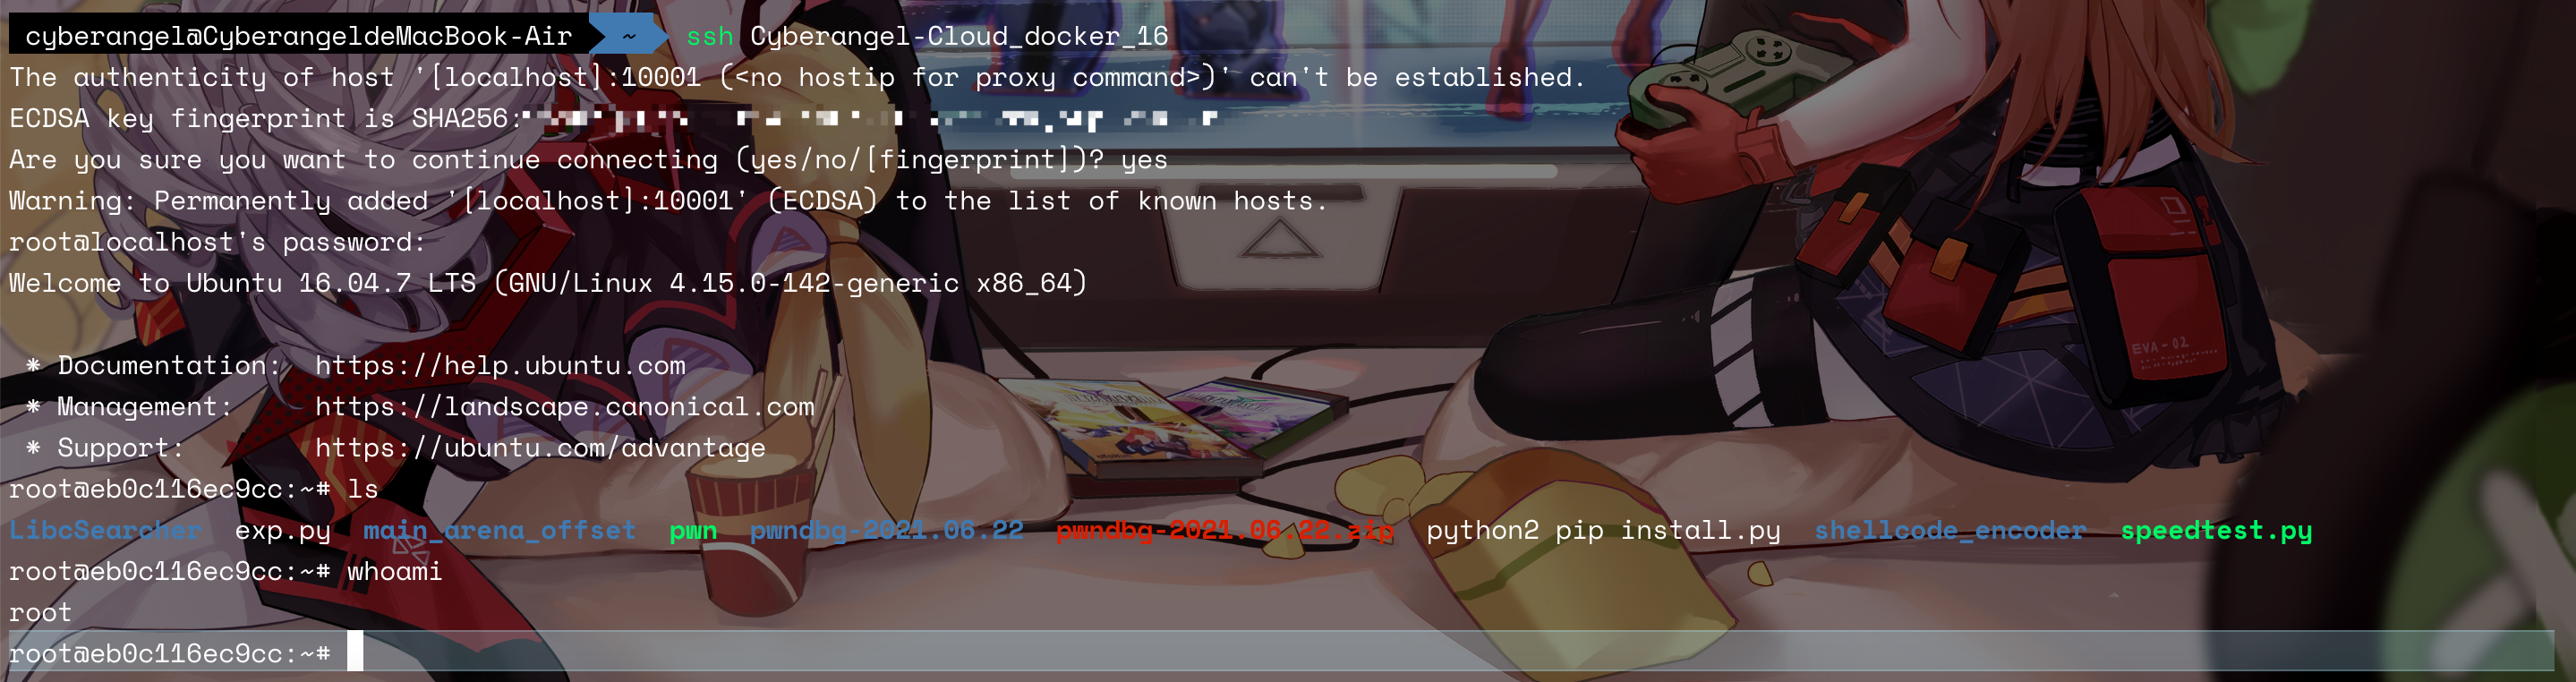 cyberangel@CyberangeldeMacBook-Air ~ ssh Cyberangel-Cloud_docker_16
The authenticity of host '[localhost]:10001 (<no hostip for proxy command>)' can't be established.
ECDSA key fingerprint is SHA256:
Are you sure you want to continue connecting (yes/no/[fingerprint])? yes
Warning: Permanently added '[localhost]:10001' (ECDSA) to the list of known hosts.
root@localhost's password:
Welcome to Ubuntu 16.04.7 LTS (GNU/Linux 4.15.0-142-generic x86_64)
* Documentation:  https://help.ubuntu.com
* Management:     https://landscape.canonical.com
* Support:        https://ubuntu.com/advantage
root@eb0c116ec9cc:~# ls
LibcSearcher  exp.py  main_arena_offset  pwn  pwndbg-2021.06.22  pwndbg-2021.06.22.zip  python2 pip install.py  shellcode_encoder  speedtest.py
root@eb0c116ec9cc:~# whoami
root
root@eb0c116ec9cc:~#
EVA-02